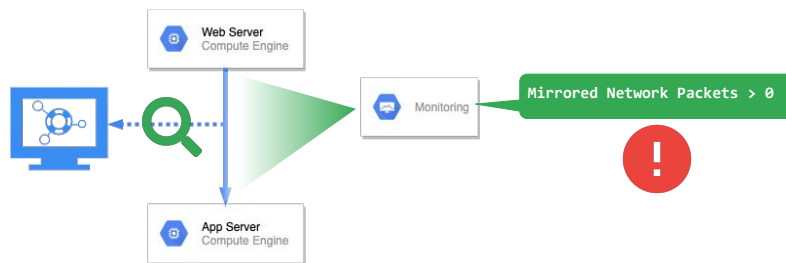 Web Server
Compute Engine
Monitoring
Mirrored Network Packets > 0
!
App Server
Compute Engine